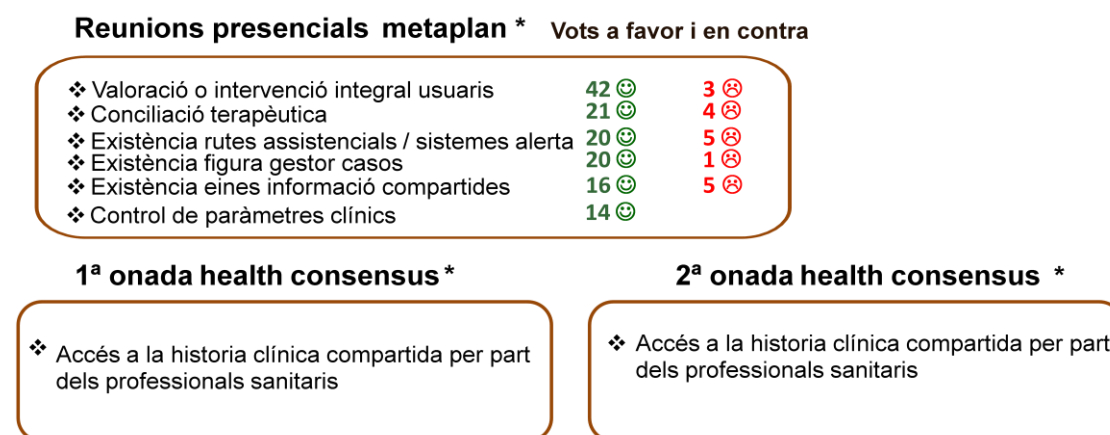 Reunions presencials metaplan * Vots a favor i en contra
❖ Valoració o intervenció integral usuaris 42 ☺ 3 ☹
❖ Conciliació terapèutica 21 ☺ 4 ☹
❖ Existència rutes assistencials / sistemes alerta 20 ☺ 5 ☹
❖ Existència figura gestor casos 20 ☺ 1 ☹
❖ Existència eines informació compartides 16 ☺ 5 ☹
❖ Control de paràmetres clínics 14 ☺
1ª onada health consensus *
❖ Accés a la historia clínica compartida per part
dels professionals sanitaris
2ª onada health consensus *
❖ Accés a la historia clínica compartida per part
dels professionals sanitaris